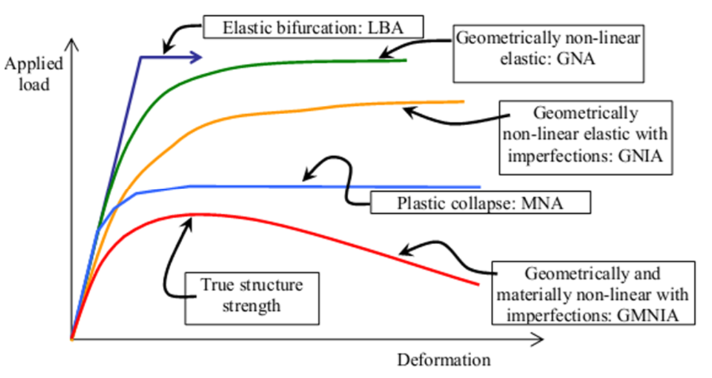 Elastic bifurcation: LBA
Applied
load
Geometrically non-linear
elastic: GNA
Geometrically
non-linear elastic with
imperfections: GNIA
Plastic collapse: MNA
True structure
strength
Geometrically and
materially non-linear with
imperfections: GMNIA
Deformation